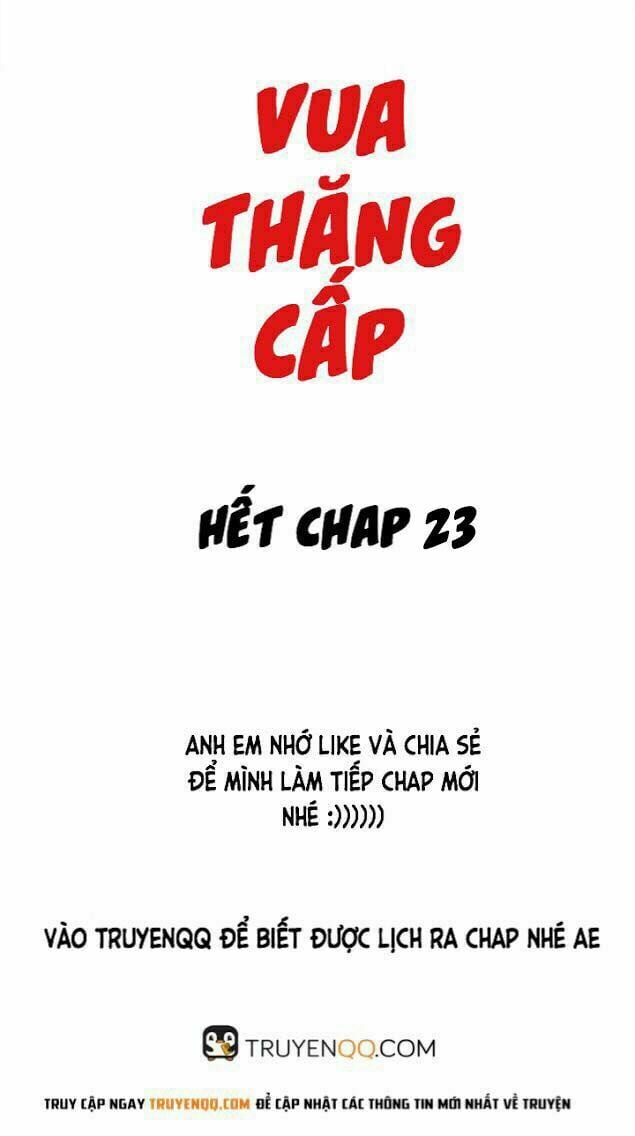 VUA
THĂNG
CẤP
HẾT CHAP 23
ANH EM NHỚ LIKE VÀ CHIA SẺ
ĐỂ MÌNH LÀM TIẾP CHAP MỚI
NHÉ :))))))
VÀO TRUYENQQ ĐỂ BIẾT ĐƯỢC LỊCH RA CHAP NHÉ AE
TRUYENQQ.COM
TRUY CẬP NGAY TRUYENQQ.COM ĐỂ CẬP NHẬT CÁC THÔNG TIN MỚI NHẤT VỀ TRUYỆN